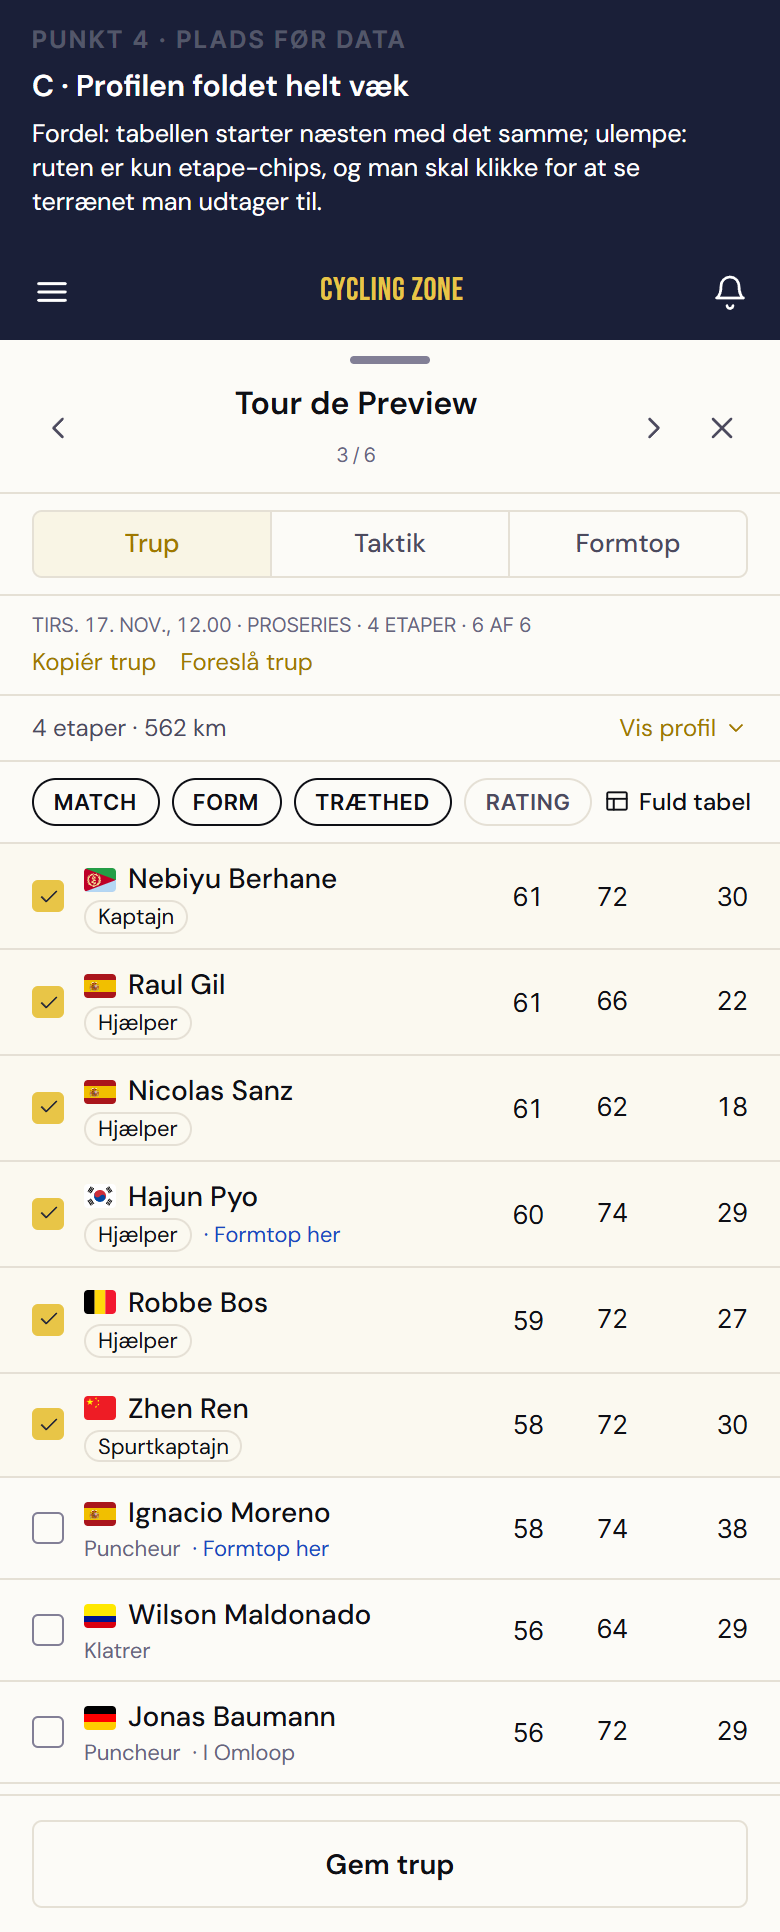 PUNKT 4 · PLADS FØR DATA
C · Profilen foldet helt væk
Fordel: tabellen starter næsten med det samme; ulempe:
ruten er kun etape-chips, og man skal klikke for at se
terrænet man udtager til.
CYCLING ZONE
Tour de Preview
3 / 6
Trup Taktik Formtop
TIRS. 17. NOV., 12.00 · PROSERIES · 4 ETAPER · 6 AF 6
Kopiér trup Foreslå trup
4 etaper · 562 km Vis profil
MATCH FORM TRÆTHED RATING Fuld tabel
Nebiyu Berhane 61 72 30
Kaptajn
Raul Gil 61 66 22
Hjælper
Nicolas Sanz 61 62 18
Hjælper
Hajun Pyo 60 74 29
Hjælper · Formtop her
Robbe Bos 59 72 27
Hjælper
Zhen Ren 58 72 30
Spurtkaptajn
Ignacio Moreno 58 74 38
Puncheur · Formtop her
Wilson Maldonado 56 64 29
Klatrer
Jonas Baumann 56 72 29
Puncheur · I Omloop
Gem trup